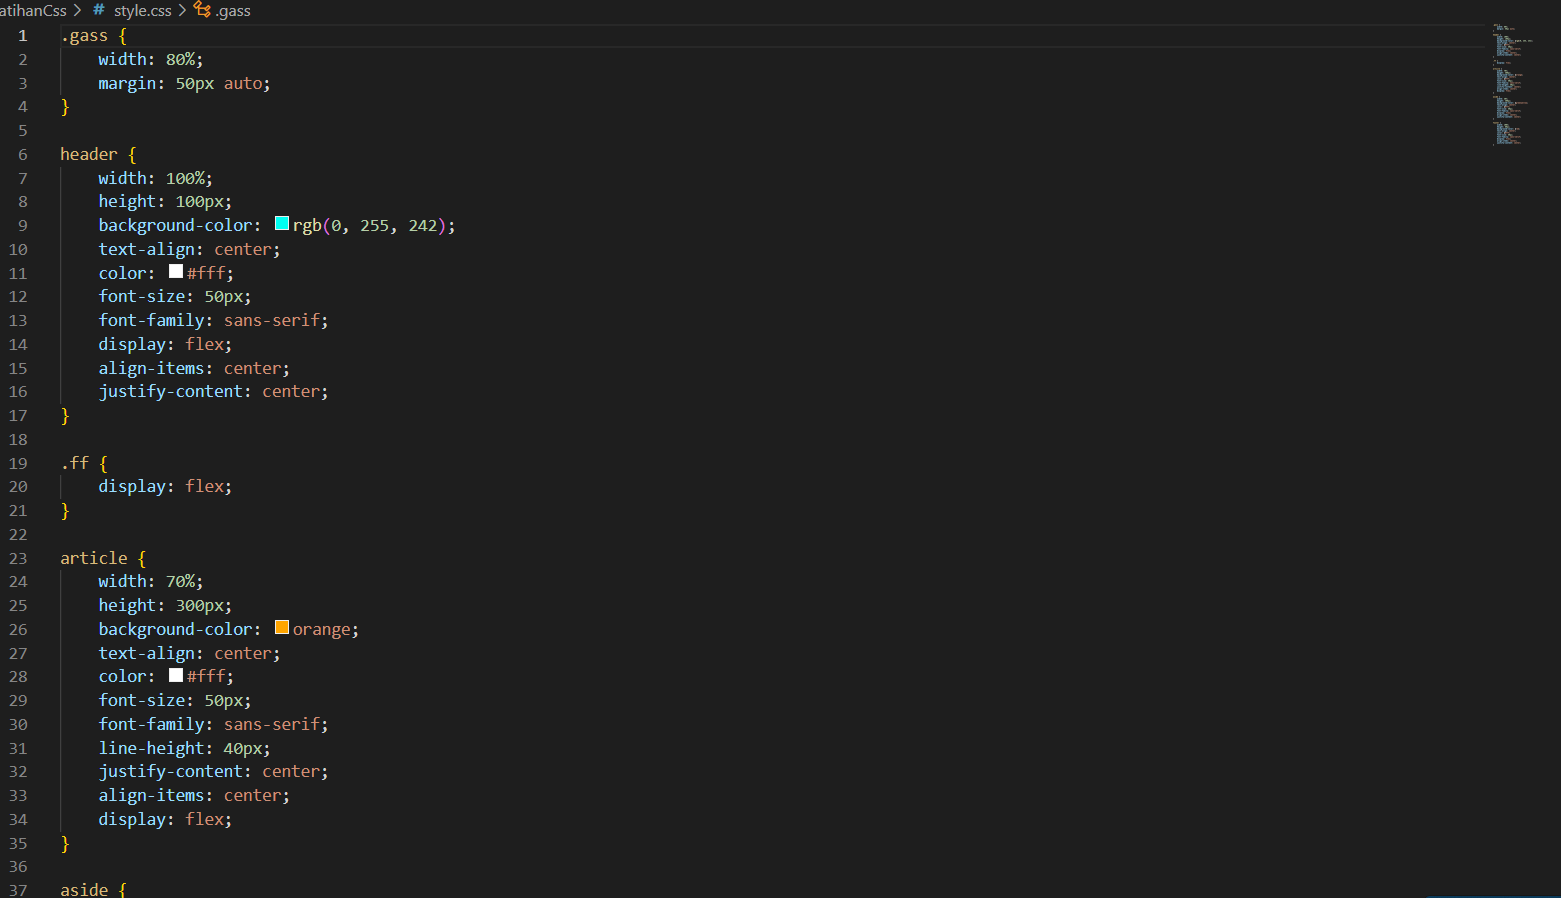 atihanCss > # style.css > .gass
1 .gass {
2 width: 80%;
3 margin: 50px auto;
4 }
5
6 header {
7 width: 100%;
8 height: 100px;
9 background-color: rgb(0, 255, 242);
10 text-align: center;
11 color: #fff;
12 font-size: 50px;
13 font-family: sans-serif;
14 display: flex;
15 align-items: center;
16 justify-content: center;
17 }
18
19 .ff {
20 display: flex;
21 }
22
23 article {
24 width: 70%;
25 height: 300px;
26 background-color: orange;
27 text-align: center;
28 color: #fff;
29 font-size: 50px;
30 font-family: sans-serif;
31 line-height: 40px;
32 justify-content: center;
33 align-items: center;
34 display: flex;
35 }
36
37 aside {